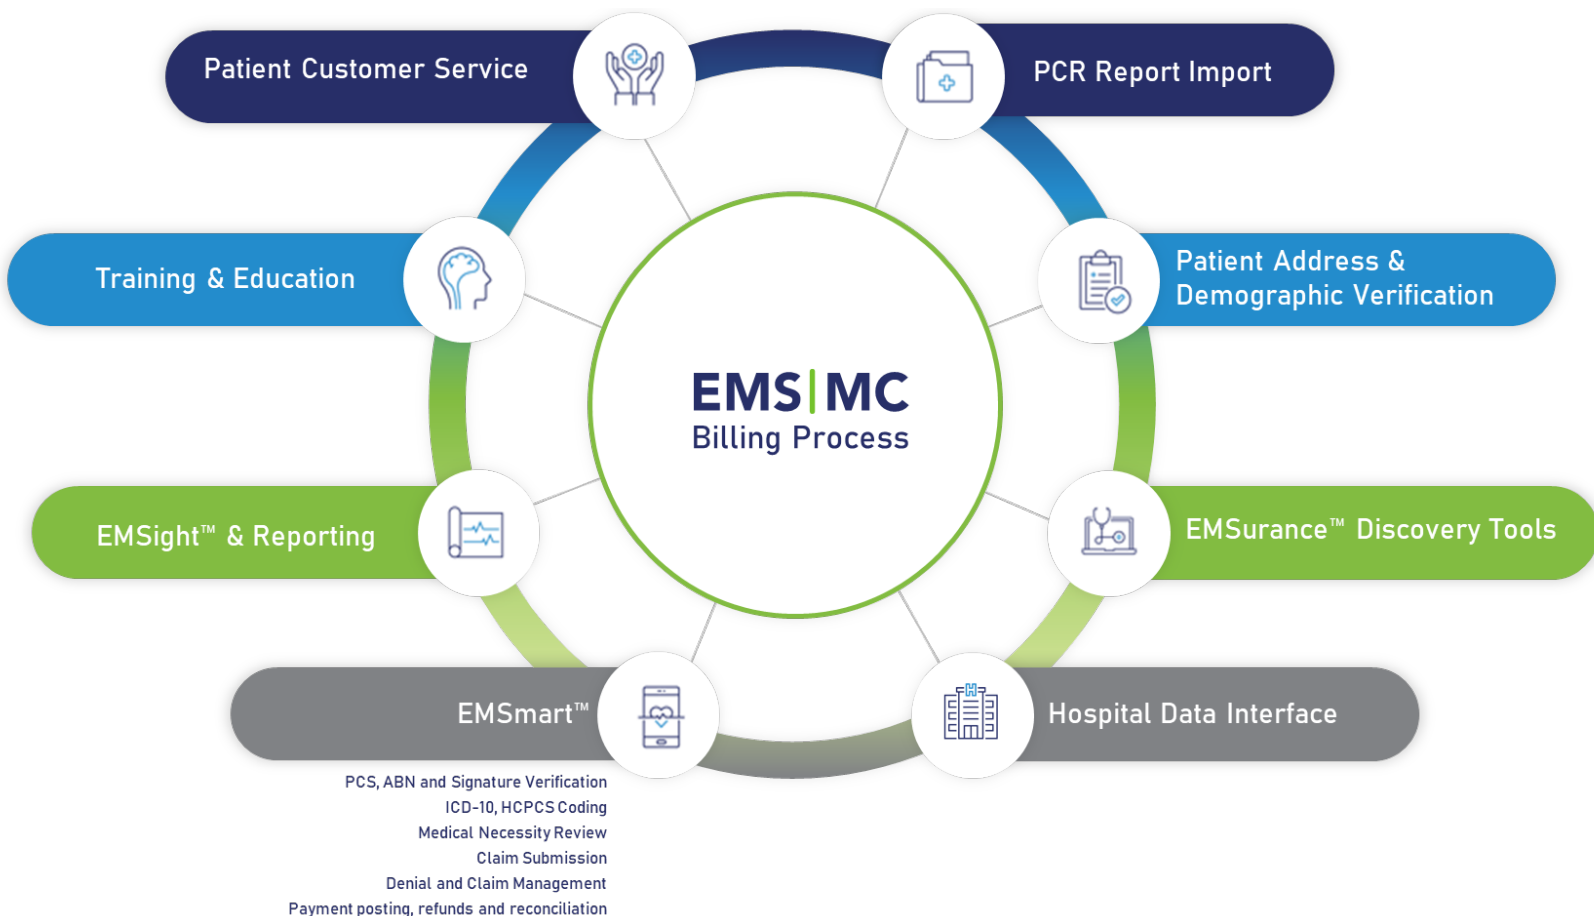 Patient Customer Service
PCR Report Import
Training & Education
Patient Address &
Demographic Verification
EMS|MC
Billing Process
EMSight™ & Reporting
EMSurance™ Discovery Tools
EMSmart™
Hospital Data Interface
H
PCS, ABN and Signature Verification
ICD-10, HCPCS Coding
Medical Necessity Review
Claim Submission
Denial and Claim Management
Payment posting, refunds and reconciliation